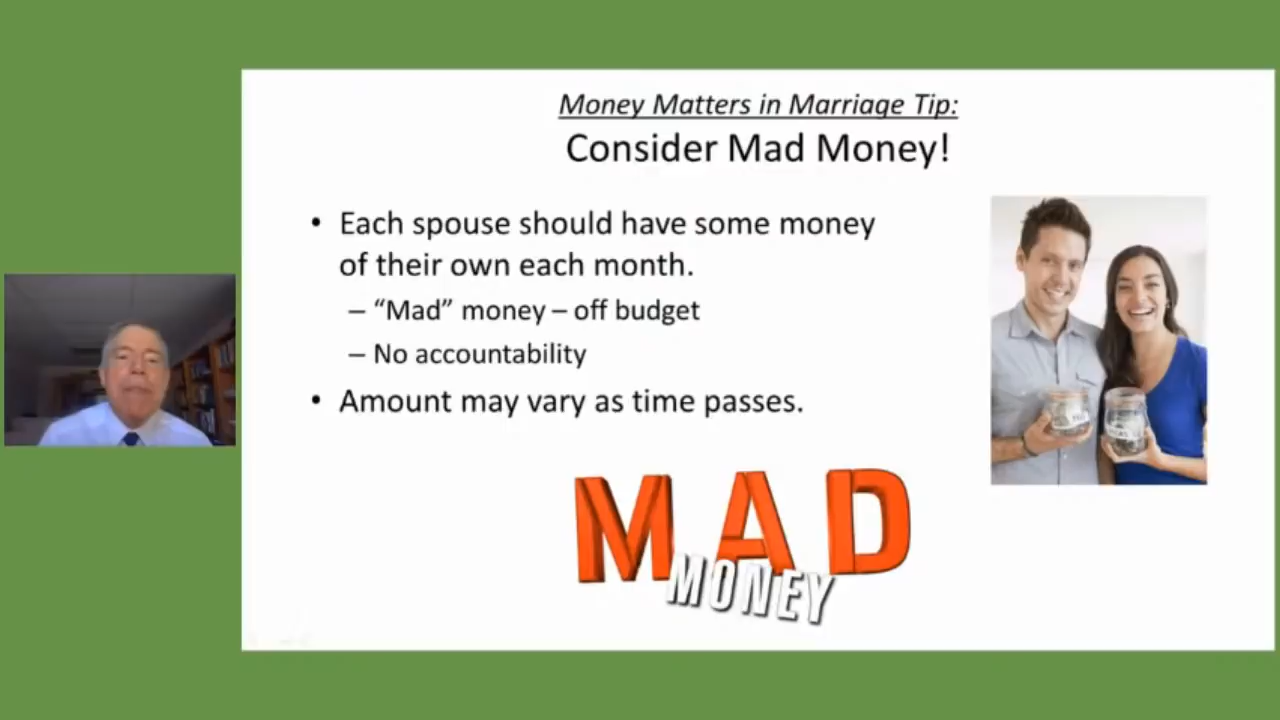 Money Matters in Marriage Tip:
Consider Mad Money!
• Each spouse should have some money
of their own each month.
– “Mad” money – off budget
– No accountability
• Amount may vary as time passes.
MAD
MONEY